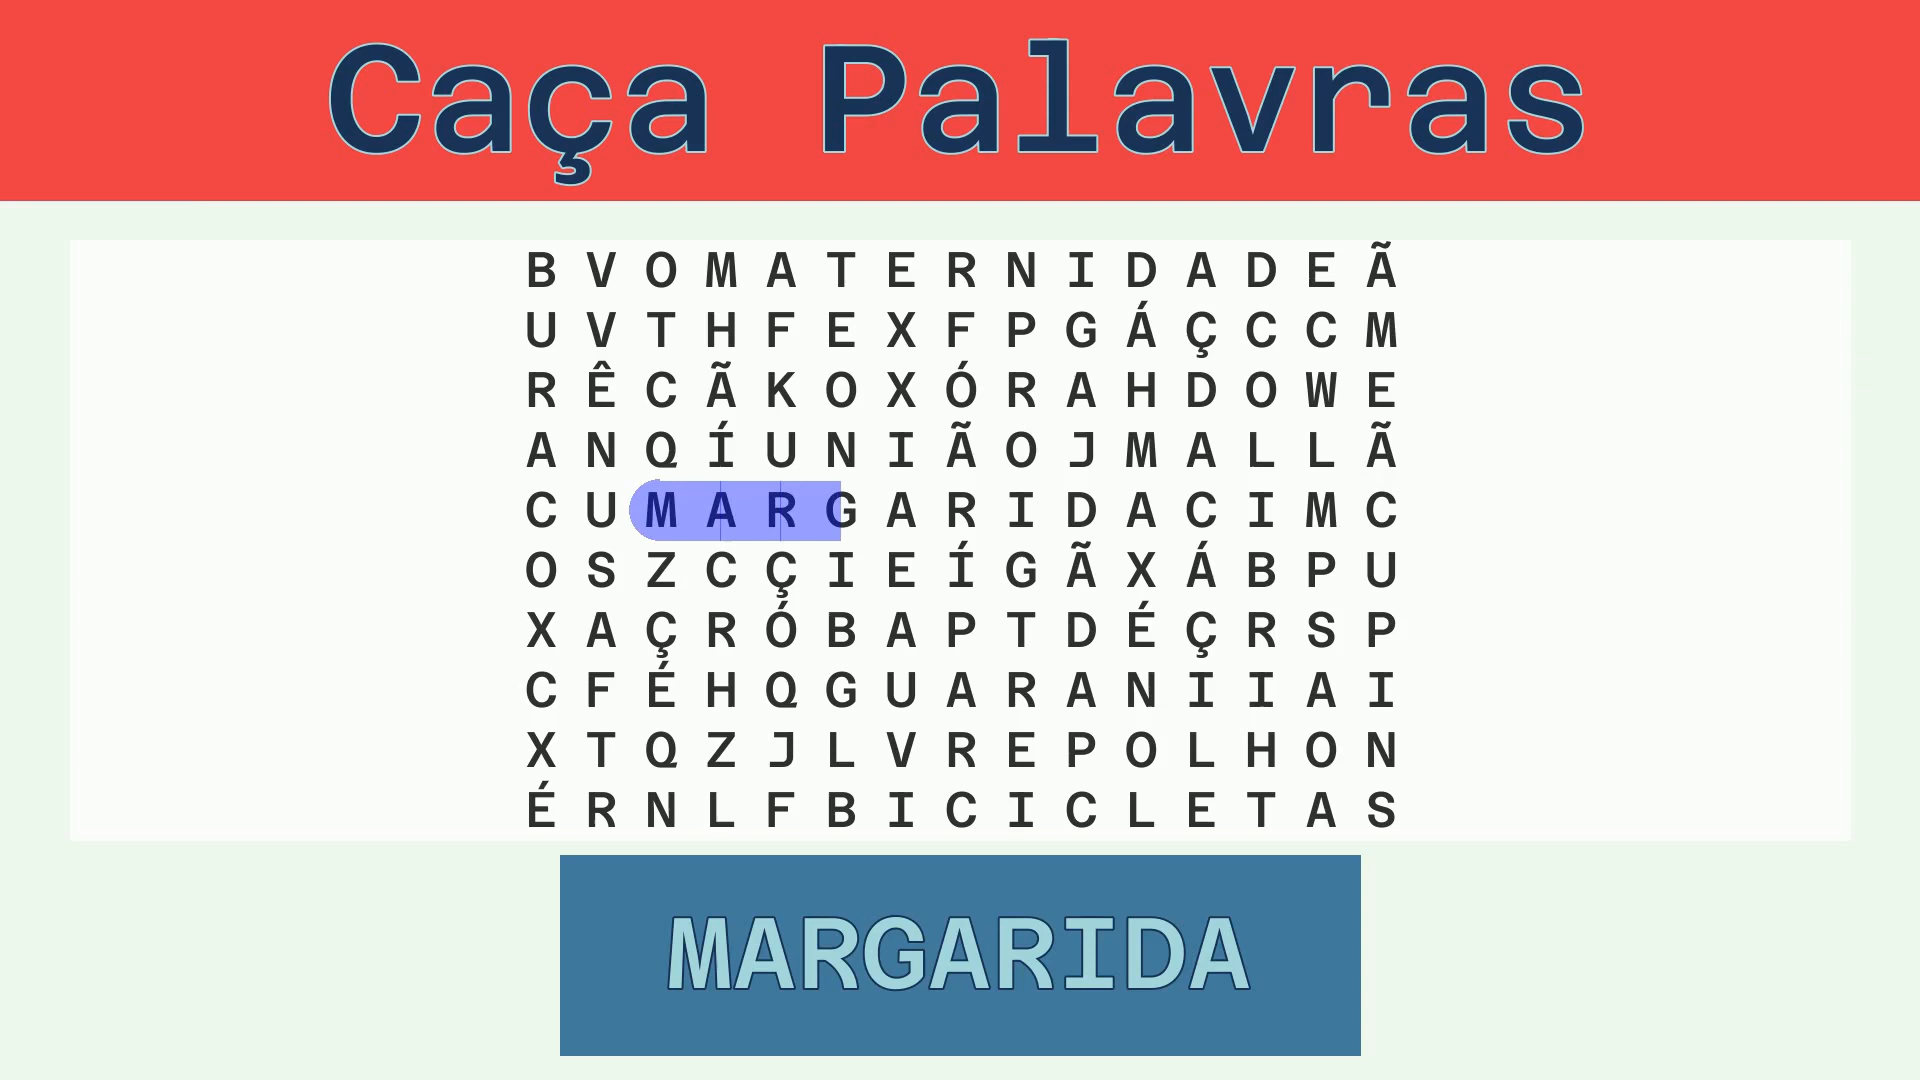 Caça Palavras
B V O M A T E R N I D A D E Ã
U V T H F E X F P G Á Ç C C M
R Ê C Ã K O X Ó R A H D O W E
A N Q Í U N I Ã O J M A L L Ã
C U M A R G A R I D A C I M C
O S Z C Ç I E Í G Ã X Á B P U
X A Ç R Ó B A P T D É Ç R S P
C F É H Q G U A R A N I I A I
X T Q Z J L V R E P O L H O N
É R N L F B I C I C L E T A S
MARGARIDA